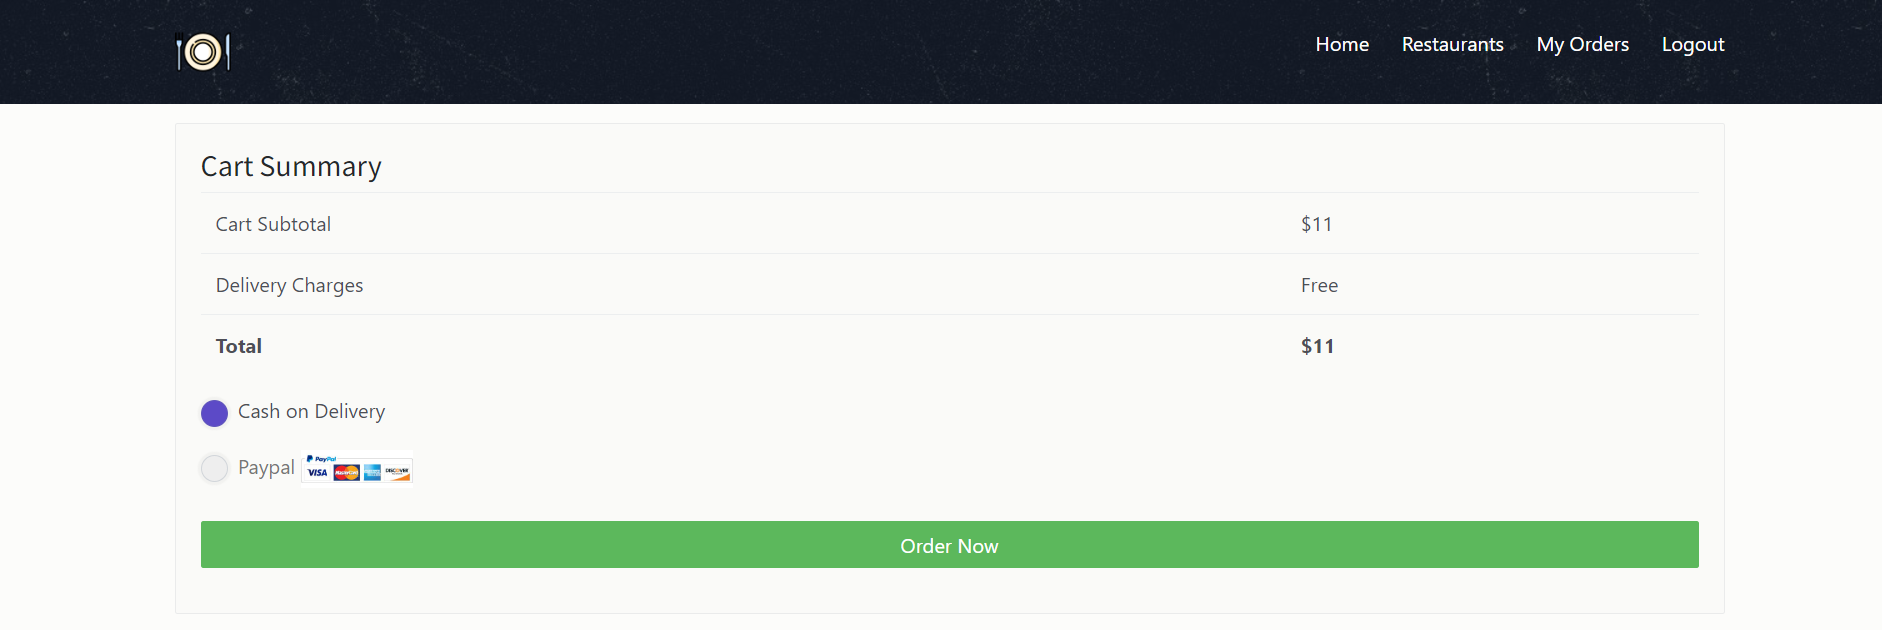 Home Restaurants My Orders Logout
Cart Summary
Cart Subtotal $11
Delivery Charges Free
Total $11
Cash on Delivery
Paypal PayPal
VISA MasterCard DISCOVER
Order Now